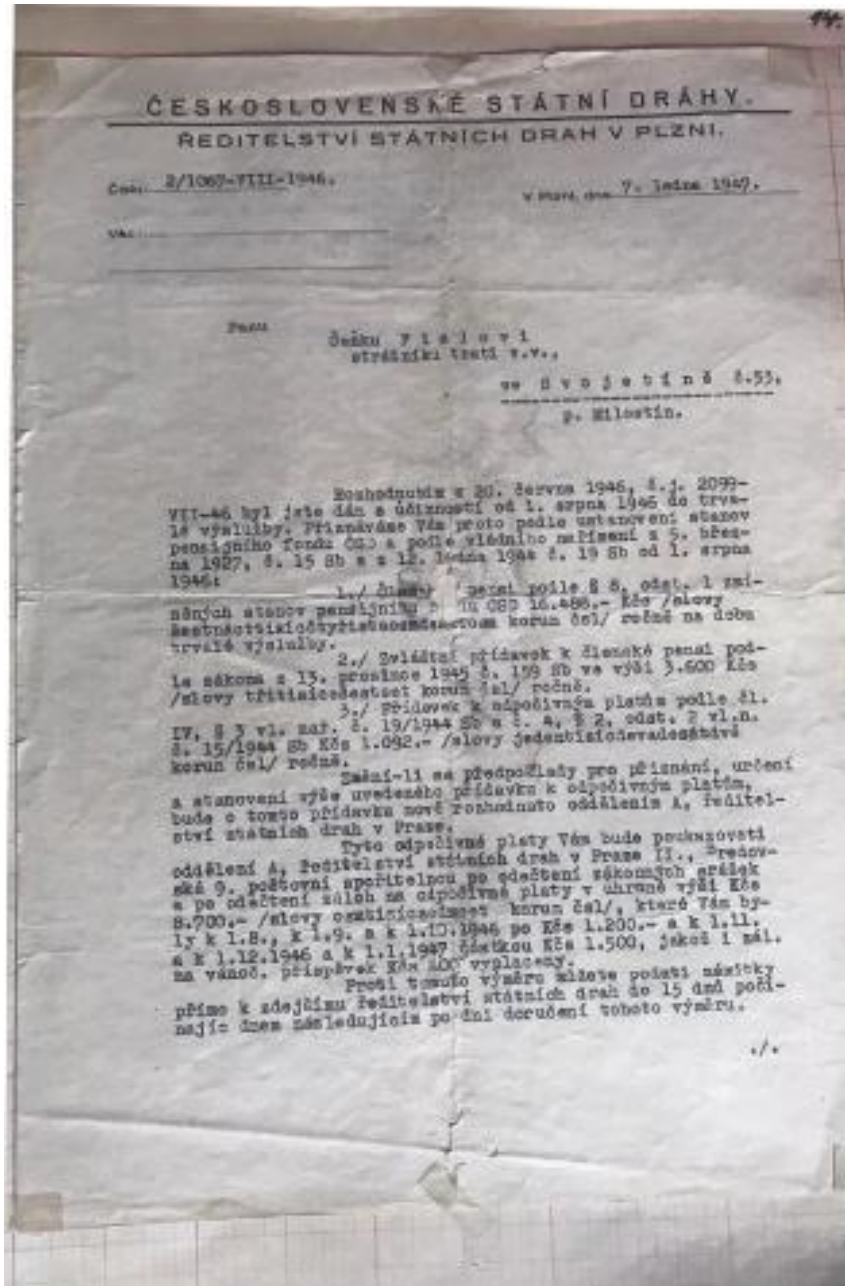 14.
ČESKOSLOVENSKÉ STÁTNÍ DRÁHY.
ŘEDITELSTVÍ STÁTNÍCH DRAH V PLZNI.
Číslo: 2/1067-VIII-1946.
V Plzni, dne 7. ledna 1947.
Věc:
Panu
Čeňku Fialovi
strážníku trati v.v.,
ve Svojetíně č.53.
p. Milostín.
Rozhodnutím z 20. června 1946, č.j. 2099-
VII-46 byl jste dán s účinností od 1. srpna 1946 do trva-
lé výslužby. Přiznáváme Vám proto podle ustanovení stanov
pensijního fondu ČSD a podle vládního nařízení z 5. břez-
na 1927, č. 15 Sb a z 12. ledna 1944 č. 19 Sb od 1. srpna
1946:
1./ pensi podle § 8, odst. 1 zmí-
něných stanov pensijního ČSD 16.488.- Kčs /slovy
korun čsl/ ročně na dobu
trvalé výslužby.
2./ Zvláštní přídavek k členské pensi pod-
le zákona z 13. prosince 1945 č. 159 Sb ve výši 3.600 Kčs
/slovy třitisícešestset korun čsl/ ročně.
3./ Přídavek k odpočivným platům podle čl.
IV, § 3 vl. nař. č. 19/1944 Sb a č. 4, § 2, odst. 2 vl.n.
č. 15/1944 Sb Kčs 1.092.- /slovy jedentisícdevadesátdvě
korun čsl/ ročně.
Změní-li se předpoklady pro přiznání, určení
a stanovení výše uvedeného přídavku k odpočivným platům,
bude o tomto přídavku nově rozhodnuto oddělením A, ředitel-
ství státních drah v Praze.
Tyto odpočivné platy Vám bude poukazovati
oddělení A, ředitelství státních drah v Praze II., Bredov-
ská 9. poštovní spořitelnou po odečtení zákonných srážek
a po odečtení záloh na odpočivné platy v úhrnné výši Kčs
8.700.- /slovy osmtisícsedmset korun čsl/, které Vám by-
ly k 1.8., k 1.9. a k 1.10.1946 po Kčs 1.200.- a k 1.11.
a k 1.12.1946 a k 1.1.1947 částkou Kčs 1.500, jakož i zál.
na vánoč. příspěvek Kčs vyplaceny.
Proti tomuto výměru můžete podati námitky
přímo k zdejšímu ředitelství státních drah do 15 dnů počí-
najíc dnem následujícím po dni doručení tohoto výměru.
./.